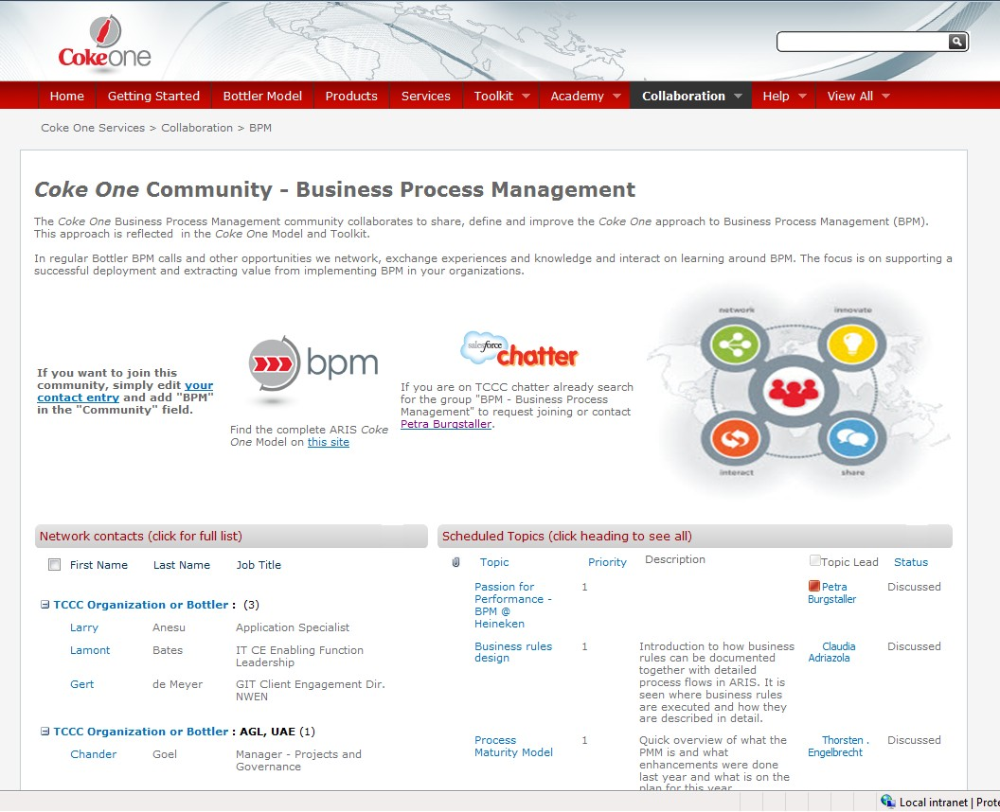 Cokeone
Home Getting Started Bottler Model Products Services Toolkit Academy Collaboration Help View All
Coke One Services > Collaboration > BPM
Coke One Community - Business Process Management
The Coke One Business Process Management community collaborates to share, define and improve the Coke One approach to Business Process Management (BPM).
This approach is reflected in the Coke One Model and Toolkit.
In regular Bottler BPM calls and other opportunities we network, exchange experiences and knowledge and interact on learning around BPM. The focus is on supporting a
successful deployment and extracting value from implementing BPM in your organizations.
If you want to join this
community, simply edit your
contact entry and add "BPM"
in the "Community" field.
bpm
Find the complete ARIS Coke
One Model on this site
salesforce
chatter
If you are on TCCC chatter already search
for the group "BPM - Business Process
Management" to request joining or contact
Petra Burgstaller.
network
innovate
interact
share
Network contacts (click for full list)
First Name Last Name Job Title
TCCC Organization or Bottler : (3)
Larry Anesu Application Specialist
Lamont Bates IT CE Enabling Function
Leadership
Gert de Meyer GIT Client Engagement Dir.
NWEN
TCCC Organization or Bottler : AGL, UAE (1)
Chander Goel Manager - Projects and
Governance
Scheduled Topics (click heading to see all)
Topic Priority Description Topic Lead Status
Passion for 1 Petra Discussed
Performance - Burgstaller
BPM @
Heineken
Business rules 1 Introduction to how business Claudia Discussed
design rules can be documented Adriazola
together with detailed
process flows in ARIS. It is
seen where business rules
are executed and how they
are described in detail.
Process 1 Quick overview of what the Thorsten . Discussed
Maturity Model PMM is and what Engelbrecht
enhancements were done
last year and what is on the
plan for this year
Local intranet | Prote